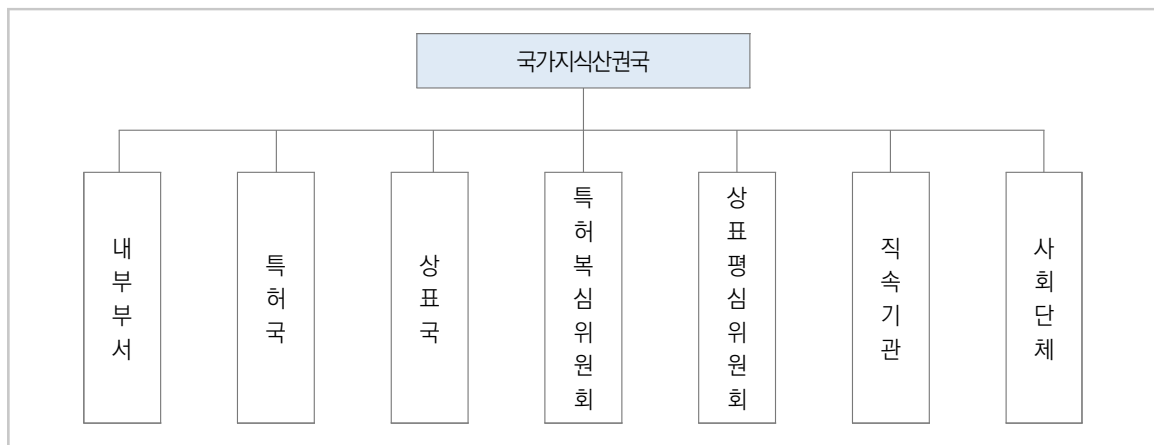 국가지식산권국
내부부서
특허국
상표국
특허복심위원회
상표평심위원회
직속기관
사회단체